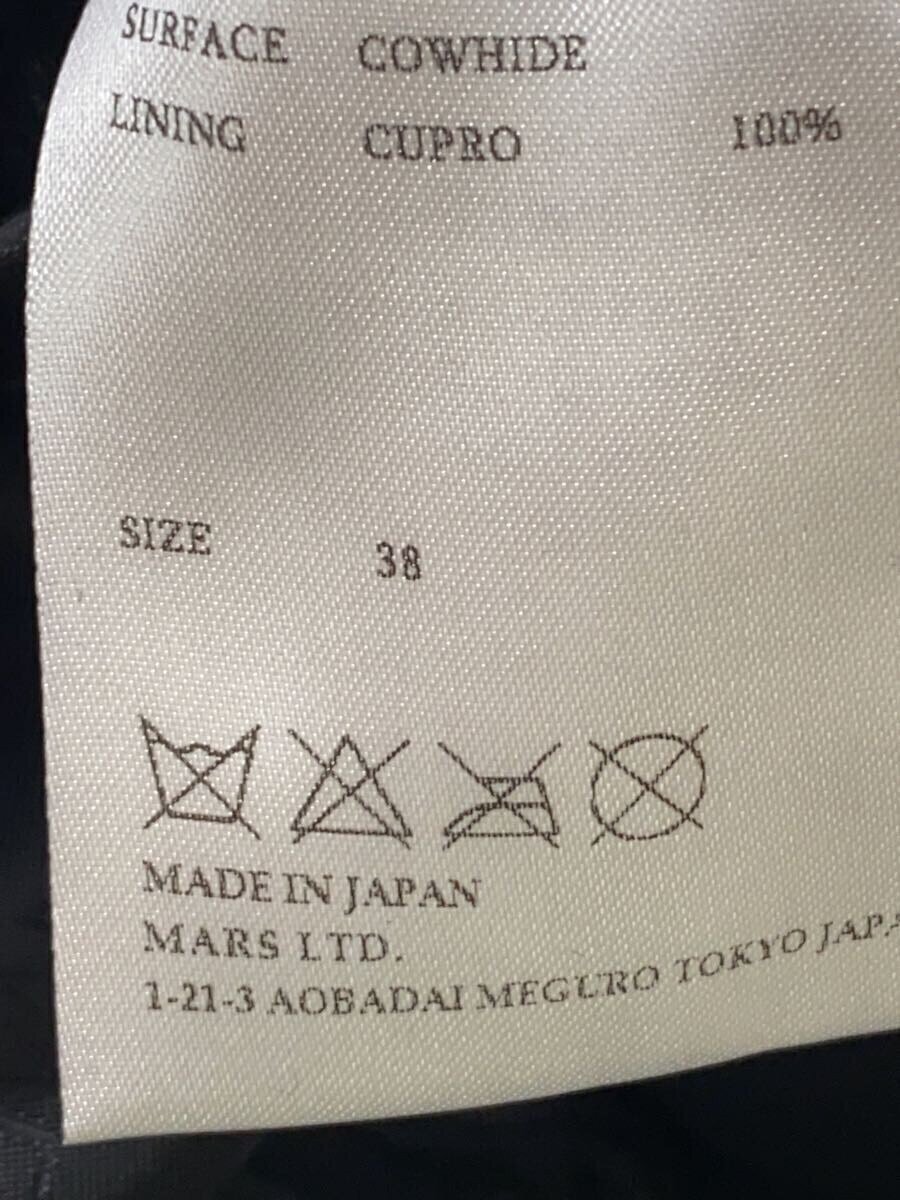 SURFACE COWHIDE
LINING CUPRO 100%
SIZE 38
MADE IN JAPAN
MARS LTD.
1-21-3 AOBADAI MEGURO TOKYO